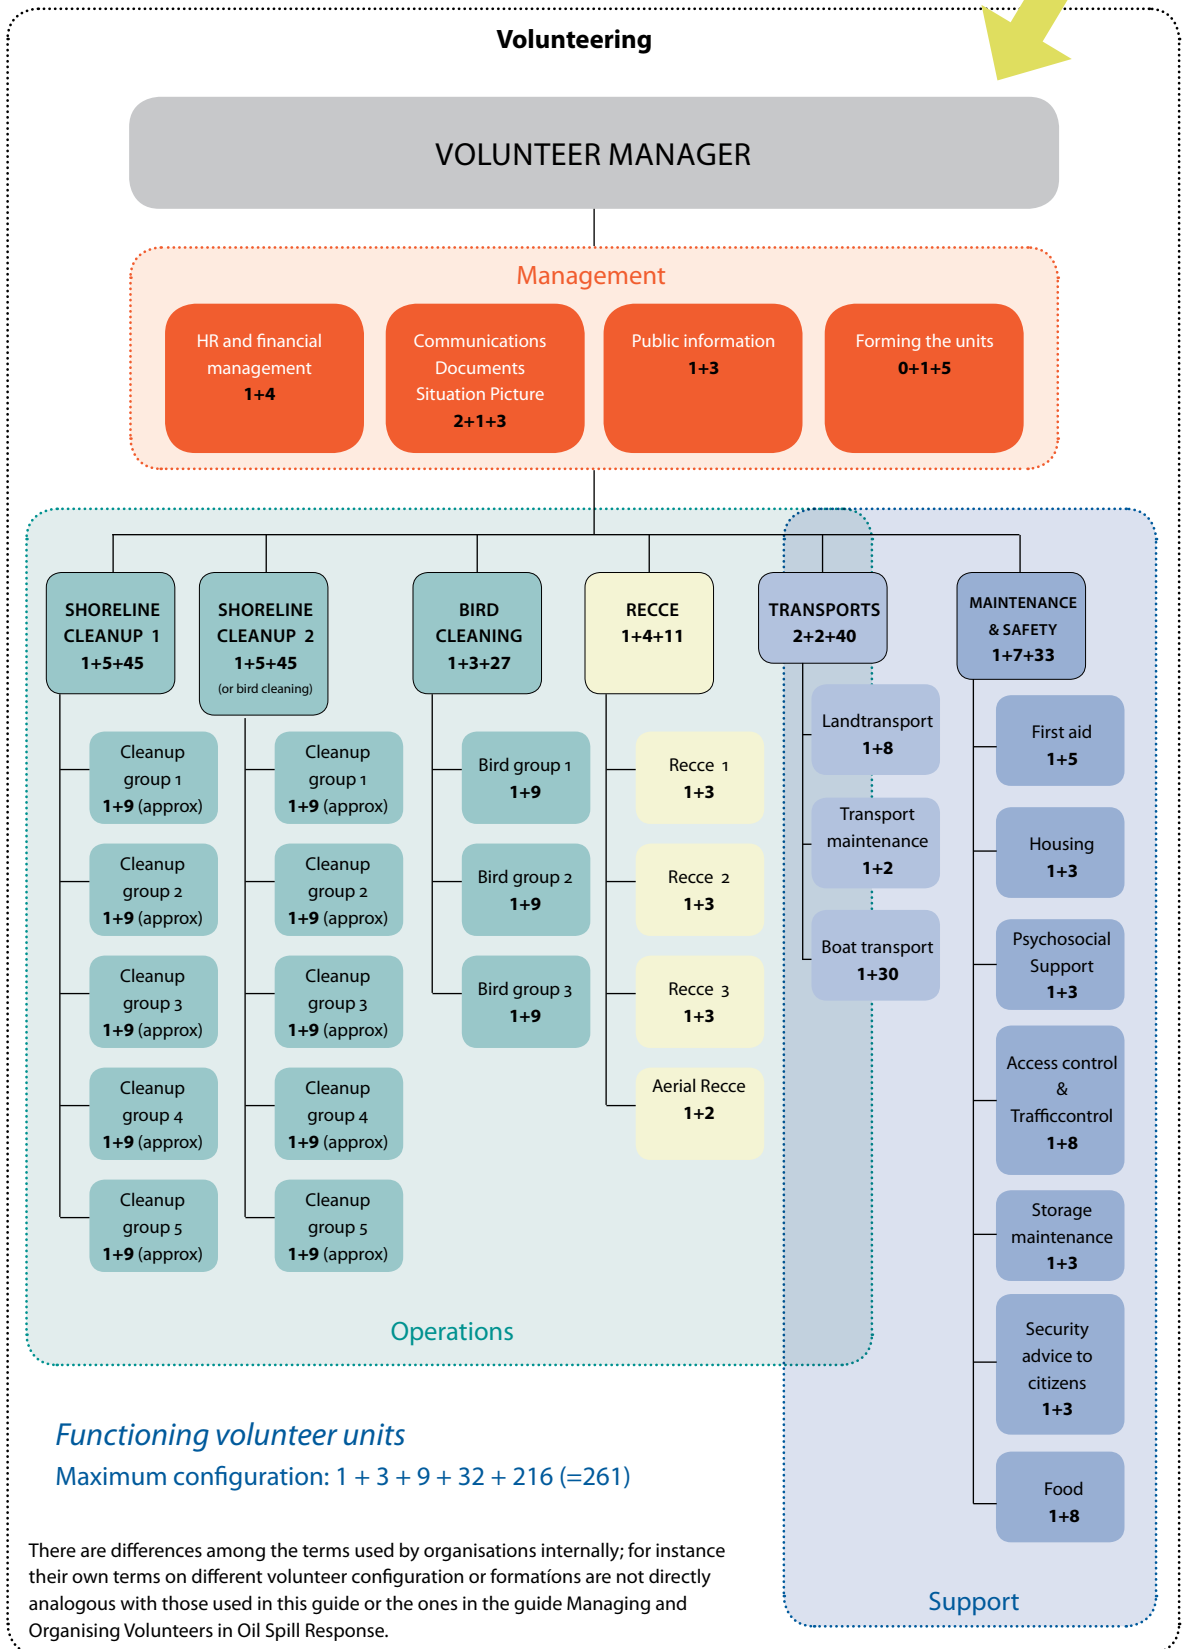 Volunteering
VOLUNTEER MANAGER
Management
HR and financial
management
1+4
Communications
Documents
Situation Picture
2+1+3
Public information
1+3
Forming the units
0+1+5
SHORELINE
CLEANUP 1
1+5+45
SHORELINE
CLEANUP 2
1+5+45
(or bird cleaning)
BIRD
CLEANING
1+3+27
RECCE
1+4+11
TRANSPORTS
2+2+40
MAINTENANCE
& SAFETY
1+7+33
Cleanup
group 1
1+9 (approx)
Cleanup
group 2
1+9 (approx)
Cleanup
group 3
1+9 (approx)
Cleanup
group 4
1+9 (approx)
Cleanup
group 5
1+9 (approx)
Cleanup
group 1
1+9 (approx)
Cleanup
group 2
1+9 (approx)
Cleanup
group 3
1+9 (approx)
Cleanup
group 4
1+9 (approx)
Cleanup
group 5
1+9 (approx)
Bird group 1
1+9
Bird group 2
1+9
Bird group 3
1+9
Recce 1
1+3
Recce 2
1+3
Recce 3
1+3
Aerial Recce
1+2
Landtransport
1+8
Transport
maintenance
1+2
Boat transport
1+30
First aid
1+5
Housing
1+3
Psychosocial
Support
1+3
Access control
&
Trafficcontrol
1+8
Storage
maintenance
1+3
Security
advice to
citizens
1+3
Food
1+8
Operations
Support
Functioning volunteer units
Maximum configuration: 1 + 3 + 9 + 32 + 216 (=261)
There are differences among the terms used by organisations internally; for instance
their own terms on different volunteer configuration or formations are not directly
analogous with those used in this guide or the ones in the guide Managing and
Organising Volunteers in Oil Spill Response.